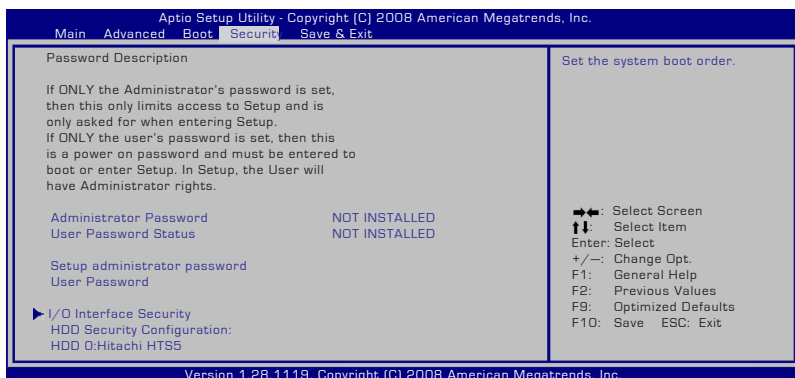 Aptio Setup Utility - Copyright (C) 2008 American Megatrends, Inc.
Main Advanced Boot Security Save & Exit
Password Description
If ONLY the Administrator's password is set,
then this only limits access to Setup and is
only asked for when entering Setup.
If ONLY the user's password is set, then this
is a power on password and must be entered to
boot or enter Setup. In Setup, the User will
have Administrator rights.
Administrator Password NOT INSTALLED
User Password Status NOT INSTALLED
Setup administrator password
User Password
I/O Interface Security
HDD Security Configuration:
HDD 0:Hitachi HTS5
Set the system boot order.
→←: Select Screen
↑↓: Select Item
Enter: Select
+/—: Change Opt.
F1: General Help
F2: Previous Values
F9: Optimized Defaults
F10: Save ESC: Exit
Version 1.28.1119. Copyright (C) 2008 American Megatrends, Inc.